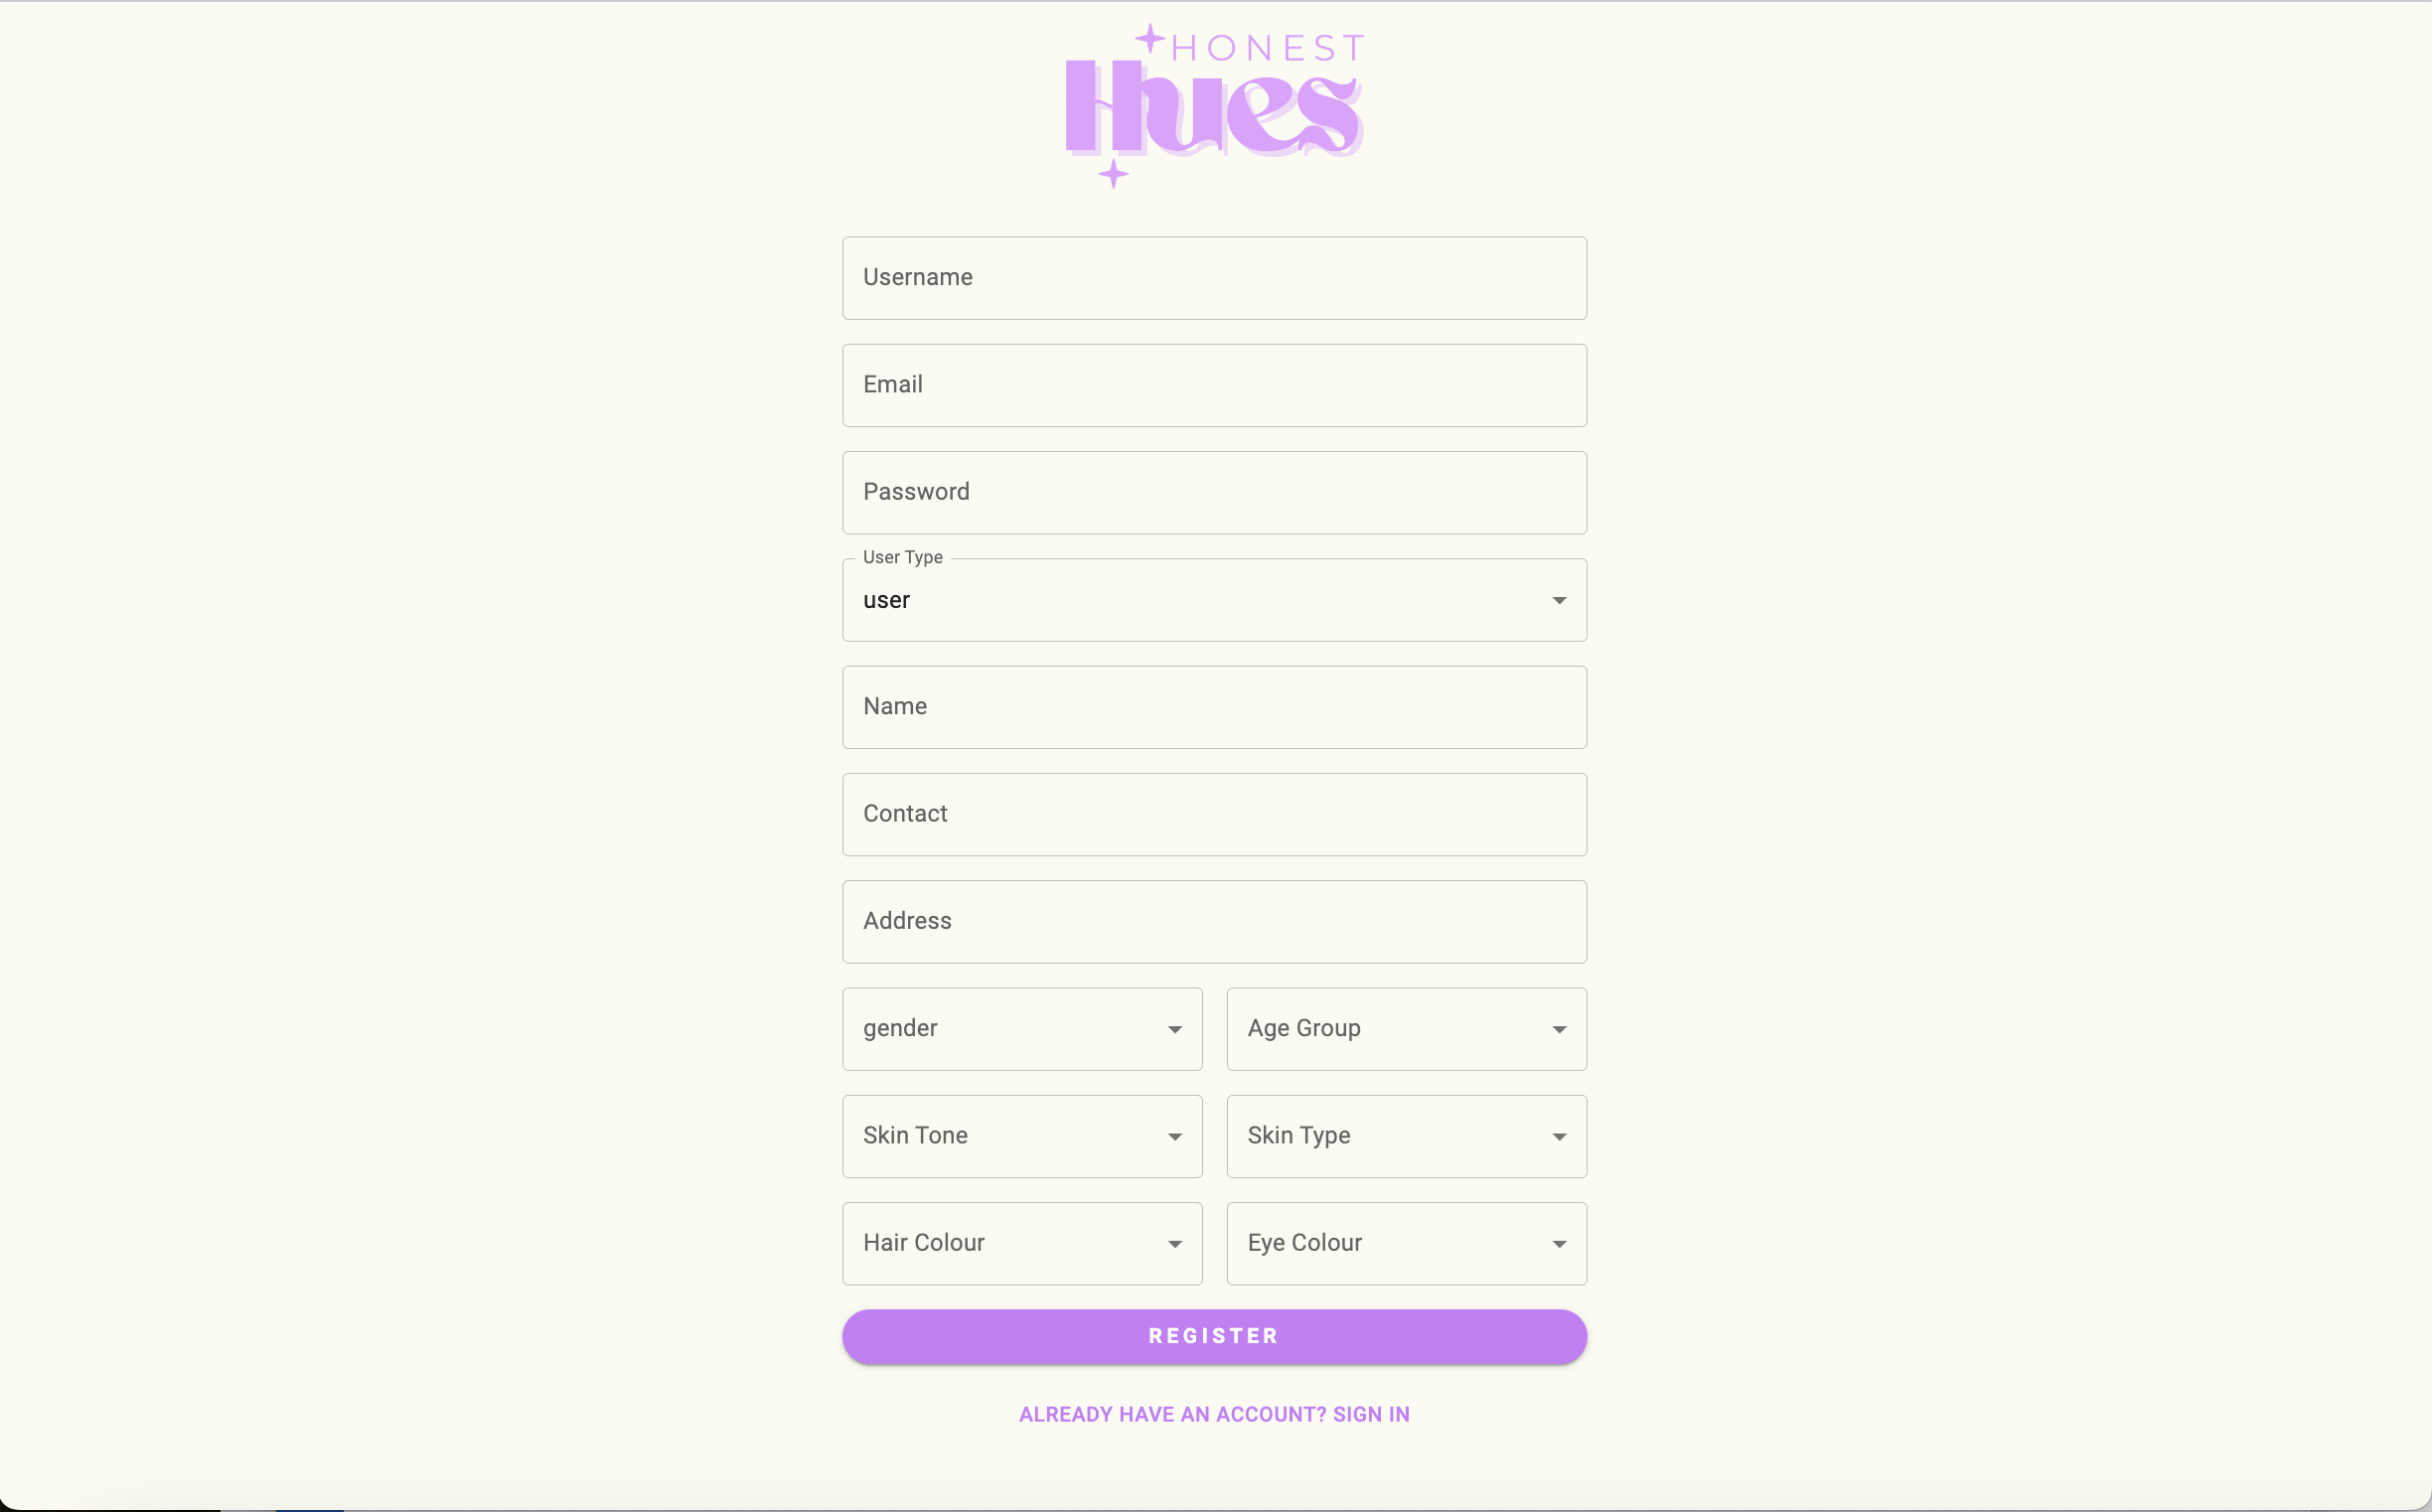 HONEST
Hues
Username
Email
Password
User Type
user
Name
Contact
Address
gender
Age Group
Skin Tone
Skin Type
Hair Colour
Eye Colour
REGISTER
ALREADY HAVE AN ACCOUNT? SIGN IN